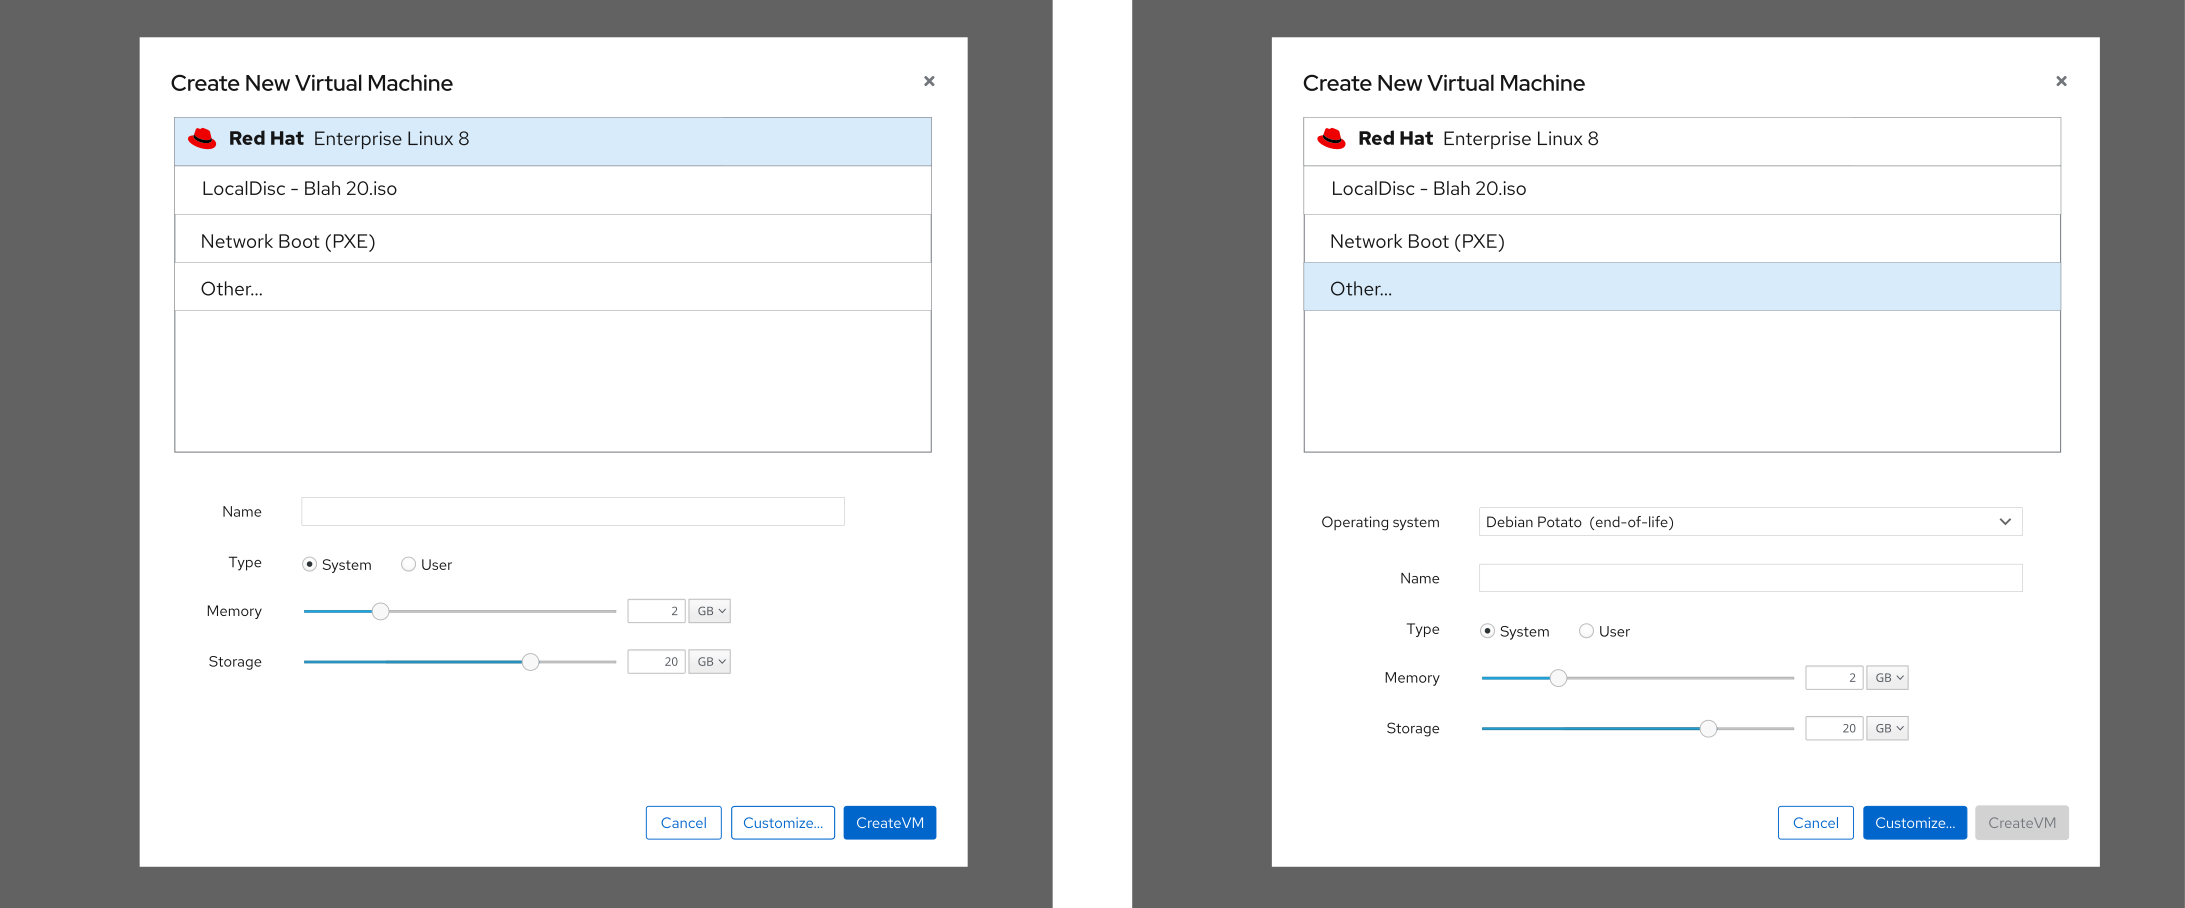 Create New Virtual Machine
Red Hat Enterprise Linux 8
LocalDisc - Blah 20.iso
Network Boot (PXE)
Other...
Name
Type System User
Memory 2 GB
Storage 20 GB
Cancel Customize... CreateVM
Create New Virtual Machine
Red Hat Enterprise Linux 8
LocalDisc - Blah 20.iso
Network Boot (PXE)
Other...
Operating system Debian Potato (end-of-life)
Name
Type System User
Memory 2 GB
Storage 20 GB
Cancel Customize... CreateVM